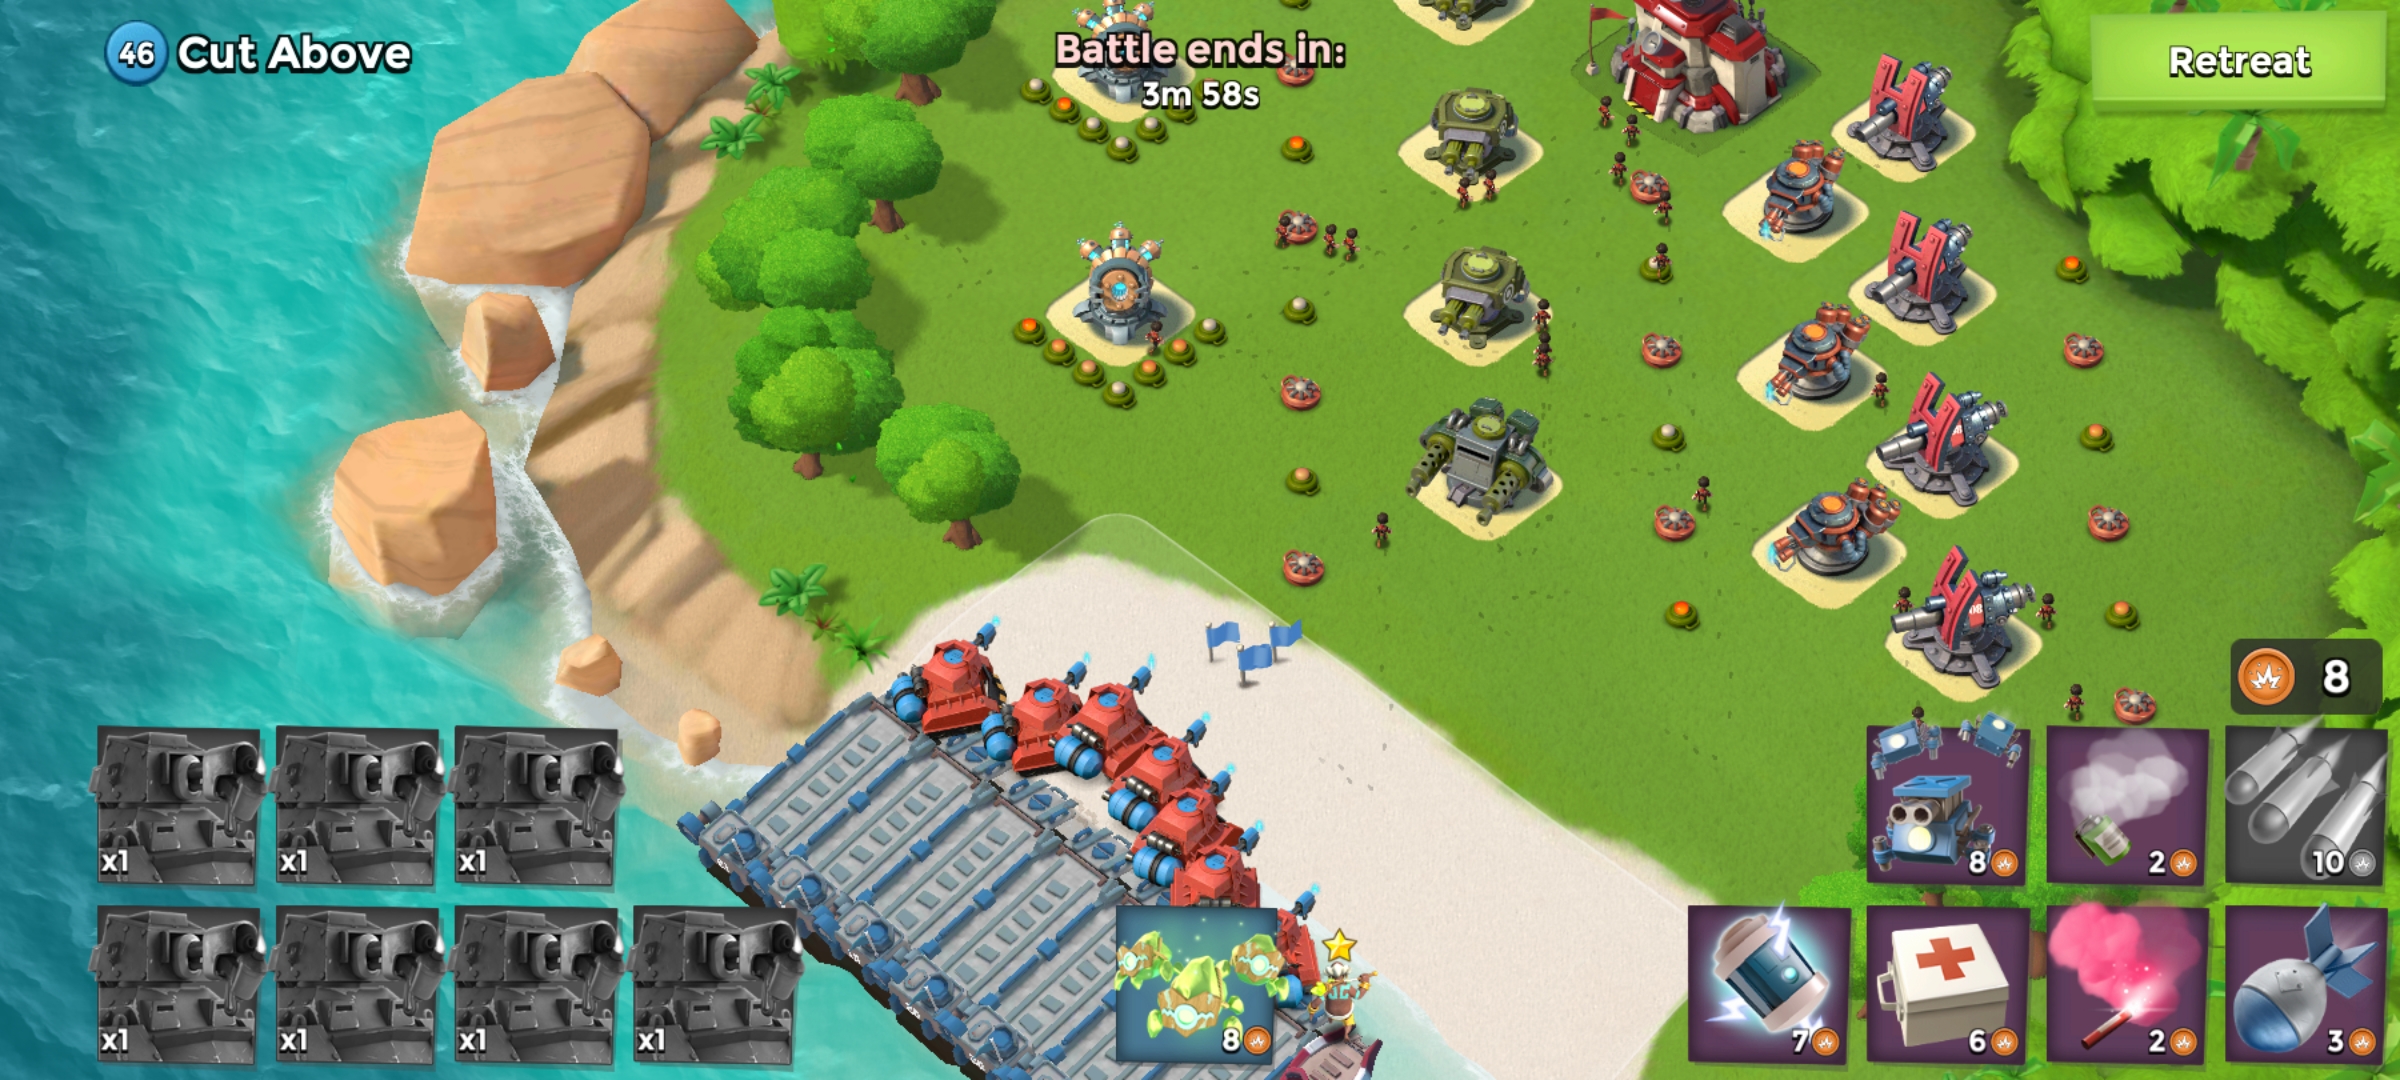 46 Cut Above
Battle ends in:
3m 58s
Retreat
8
x1 x1 x1
8 2 10
x1 x1 x1 x1
8
7 6 2 3